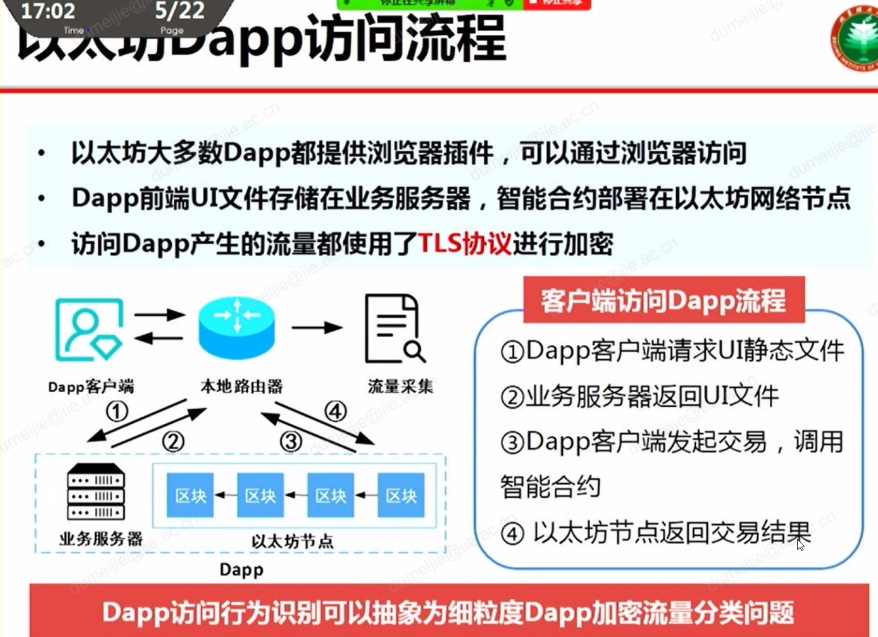 17:02
5/22
Time
Page
你正在共享屏幕
停止共享
以太坊Dapp访问流程
• 以太坊大多数Dapp都提供浏览器插件，可以通过浏览器访问
• Dapp前端UI文件存储在业务服务器，智能合约部署在以太坊网络节点
• 访问Dapp产生的流量都使用了TLS协议进行加密
Dapp客户端
本地路由器
流量采集
①
②
③
④
业务服务器
区块
区块
区块
区块
以太坊节点
Dapp
客户端访问Dapp流程
①Dapp客户端请求UI静态文件
②业务服务器返回UI文件
③Dapp客户端发起交易，调用
智能合约
④ 以太坊节点返回交易结果
Dapp访问行为识别可以抽象为细粒度Dapp加密流量分类问题
dumeijie@iie.ac.cn